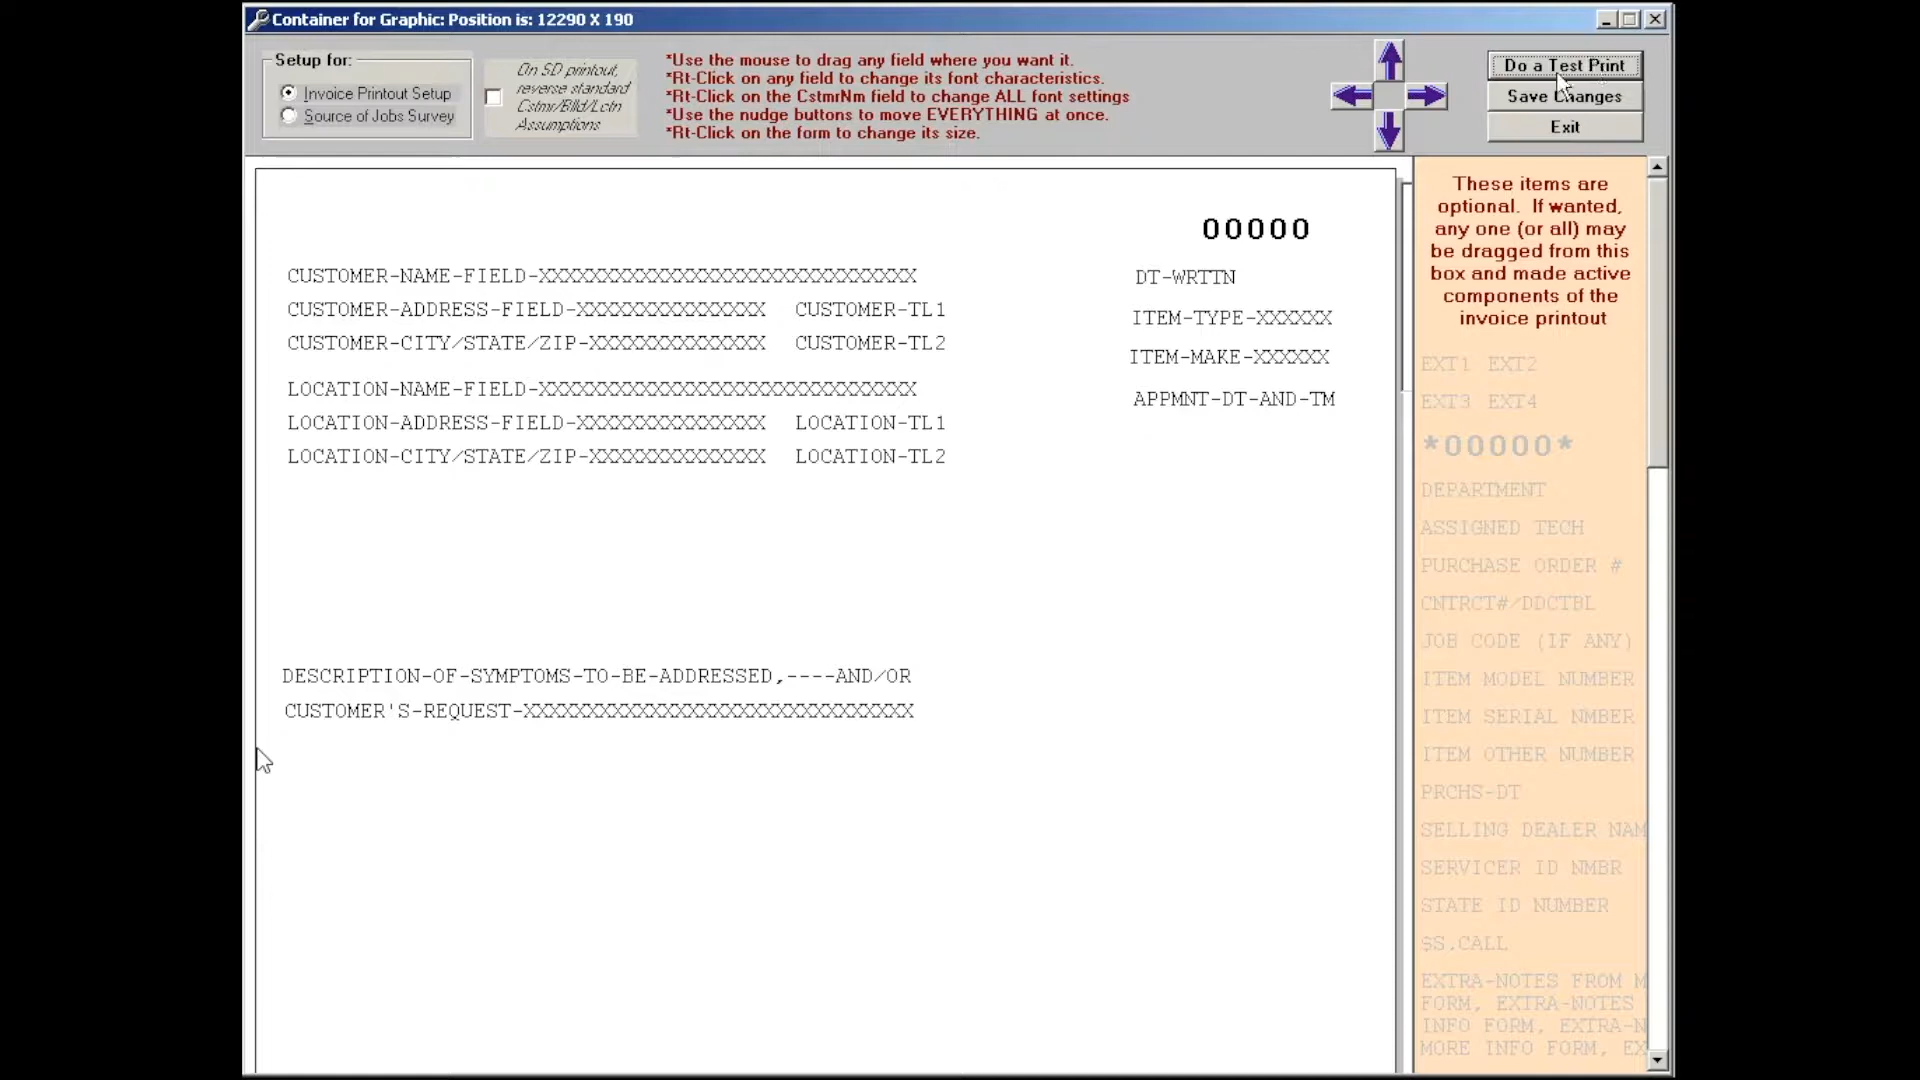 Container for Graphic: Position is: 12290 X 190
Setup for:
Invoice Printout Setup
Source of Jobs Survey
On SD printout,
reverse standard
Cstmr/Blld/Lctn
Assumptions
*Use the mouse to drag any field where you want it.
*Rt-Click on any field to change its font characteristics.
*Rt-Click on the CstmrNm field to change ALL font settings
*Use the nudge buttons to move EVERYTHING at once.
*Rt-Click on the form to change its size.
Do a Test Print
Save Changes
Exit
00000
CUSTOMER-NAME-FIELD-XXXXXXXXXXXXXXXXXXXXXXXXXXXXXX
DT-WRTTN
CUSTOMER-ADDRESS-FIELD-XXXXXXXXXXXXXXX CUSTOMER-TL1
ITEM-TYPE-XXXXXX
CUSTOMER-CITY/STATE/ZIP-XXXXXXXXXXXXXX CUSTOMER-TL2
ITEM-MAKE-XXXXXX
LOCATION-NAME-FIELD-XXXXXXXXXXXXXXXXXXXXXXXXXXXXXX
APPMNT-DT-AND-TM
LOCATION-ADDRESS-FIELD-XXXXXXXXXXXXXXX LOCATION-TL1
LOCATION-CITY/STATE/ZIP-XXXXXXXXXXXXXX LOCATION-TL2
DESCRIPTION-OF-SYMPTOMS-TO-BE-ADDRESSED,----AND/OR
CUSTOMER'S-REQUEST-XXXXXXXXXXXXXXXXXXXXXXXXXXXXXXX
These items are
optional. If wanted,
any one (or all) may
be dragged from this
box and made active
components of the
invoice printout
EXT1 EXT2
EXT3 EXT4
*00000*
DEPARTMENT
ASSIGNED TECH
PURCHASE ORDER #
CNTRCT#/DDCTBL
JOB CODE (IF ANY)
ITEM MODEL NUMBER
ITEM SERIAL NMBER
ITEM OTHER NUMBER
PRCHS-DT
SELLING DEALER NAM
SERVICER ID NMBR
STATE ID NUMBER
$S.CALL
EXTRA-NOTES FROM M
FORM, EXTRA-NOTES
INFO FORM, EXTRA-N
MORE INFO FORM, EX